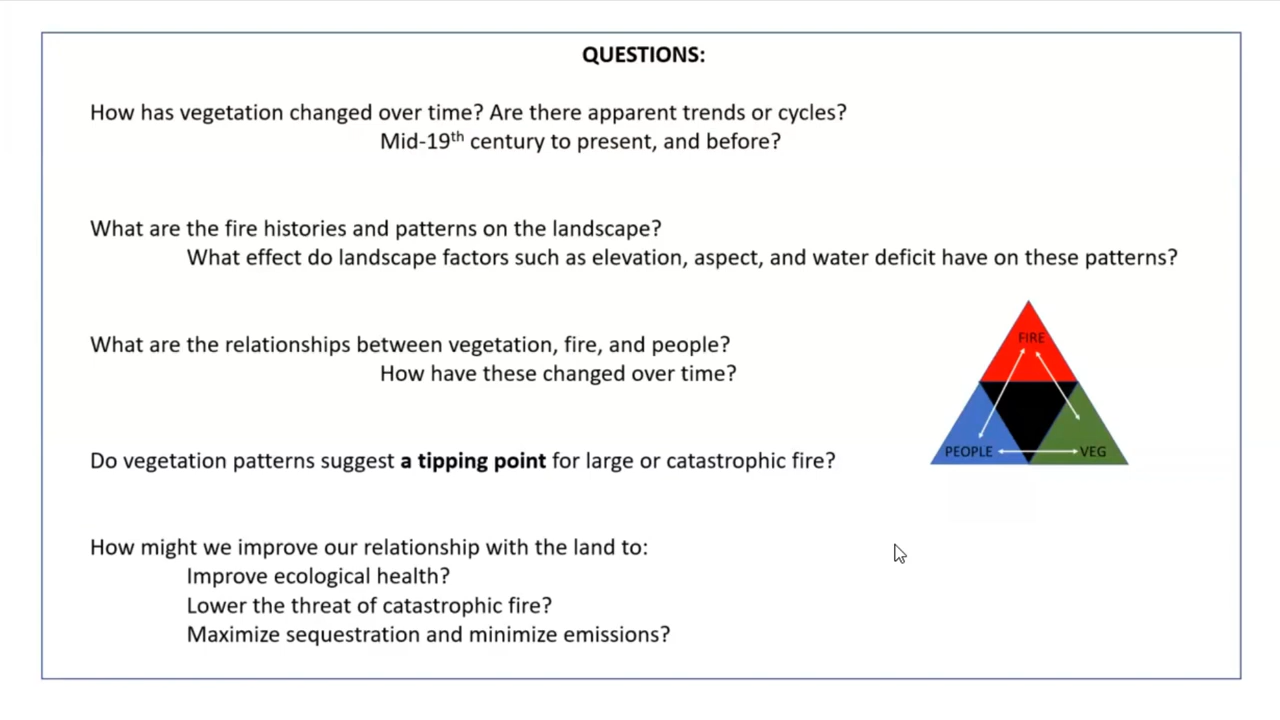 QUESTIONS:
How has vegetation changed over time? Are there apparent trends or cycles?
Mid-19th century to present, and before?
What are the fire histories and patterns on the landscape?
What effect do landscape factors such as elevation, aspect, and water deficit have on these patterns?
What are the relationships between vegetation, fire, and people?
How have these changed over time?
FIRE
PEOPLE
VEG
Do vegetation patterns suggest a tipping point for large or catastrophic fire?
How might we improve our relationship with the land to:
Improve ecological health?
Lower the threat of catastrophic fire?
Maximize sequestration and minimize emissions?